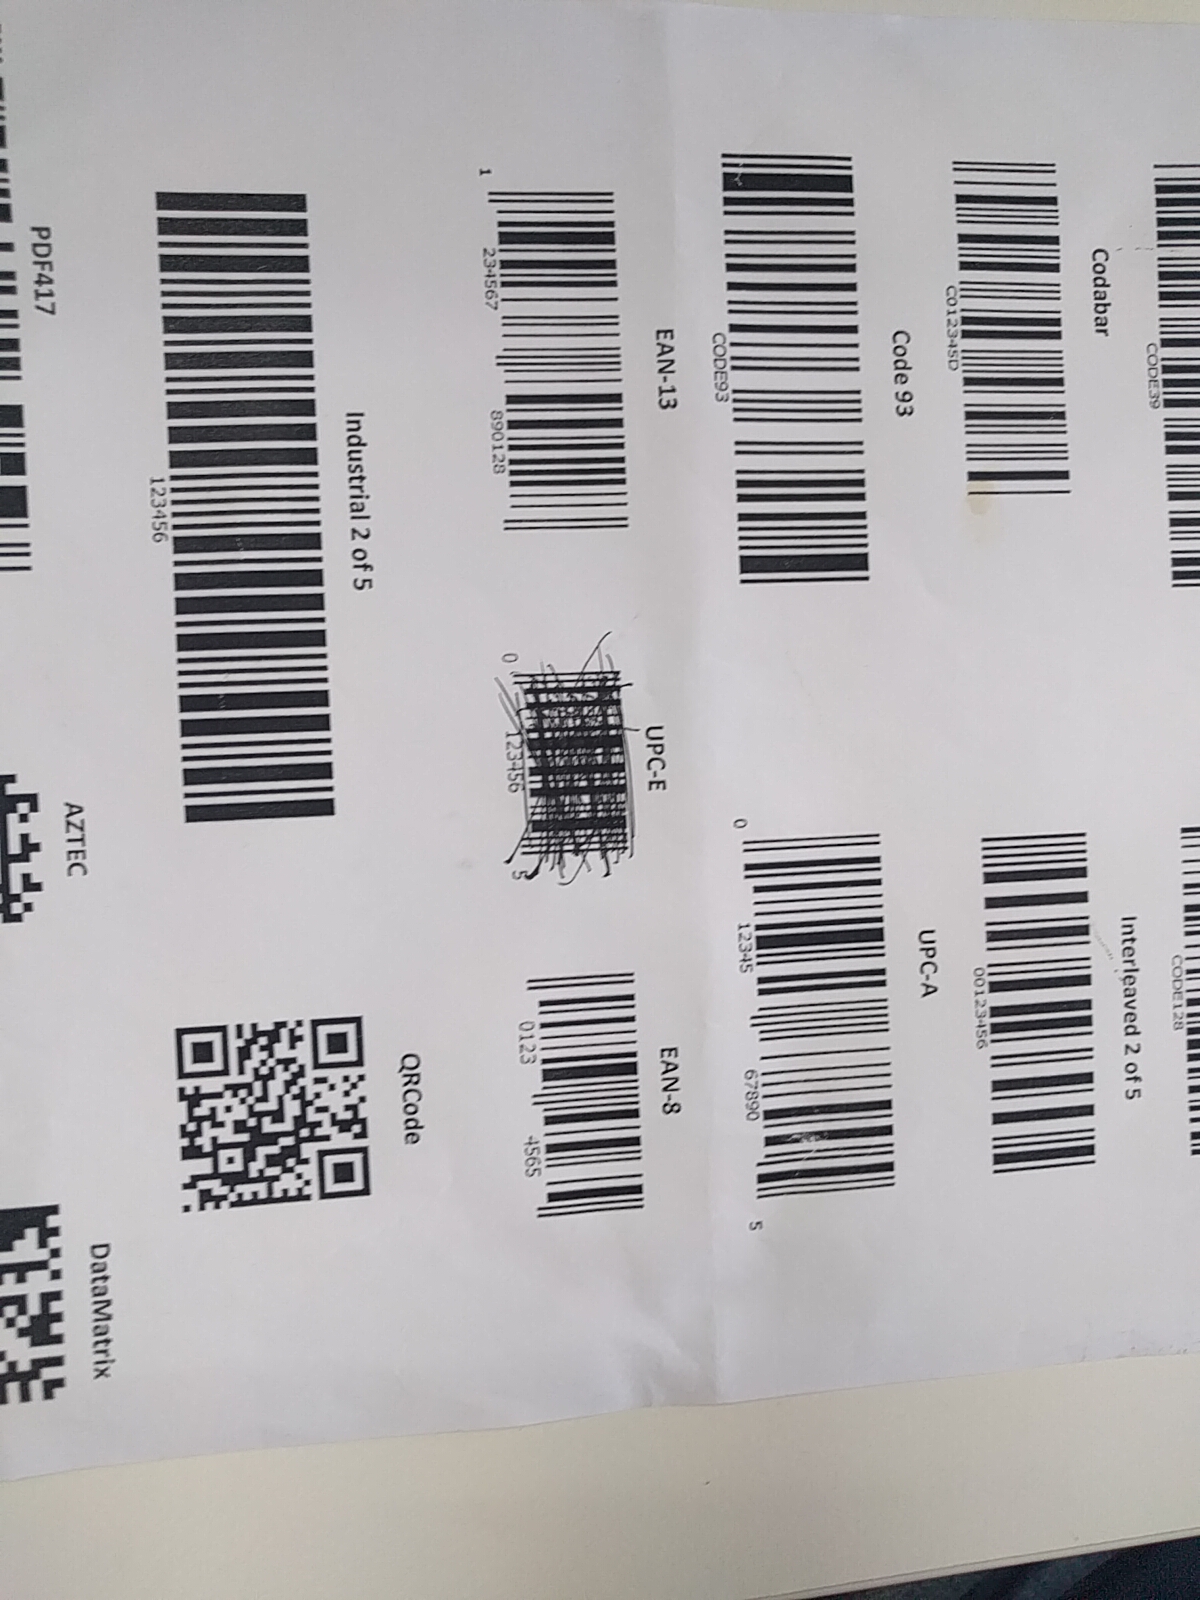 CODE39
CODE128
Codabar
C012345D
Interleaved 2 of 5
00123456
Code 93
CODE93
UPC-A
0 12345 67890 5
EAN-13
1 234567 890128
UPC-E
0 123456 5
EAN-8
0123 4565
Industrial 2 of 5
123456
QRCode
PDF417
AZTEC
DataMatrix